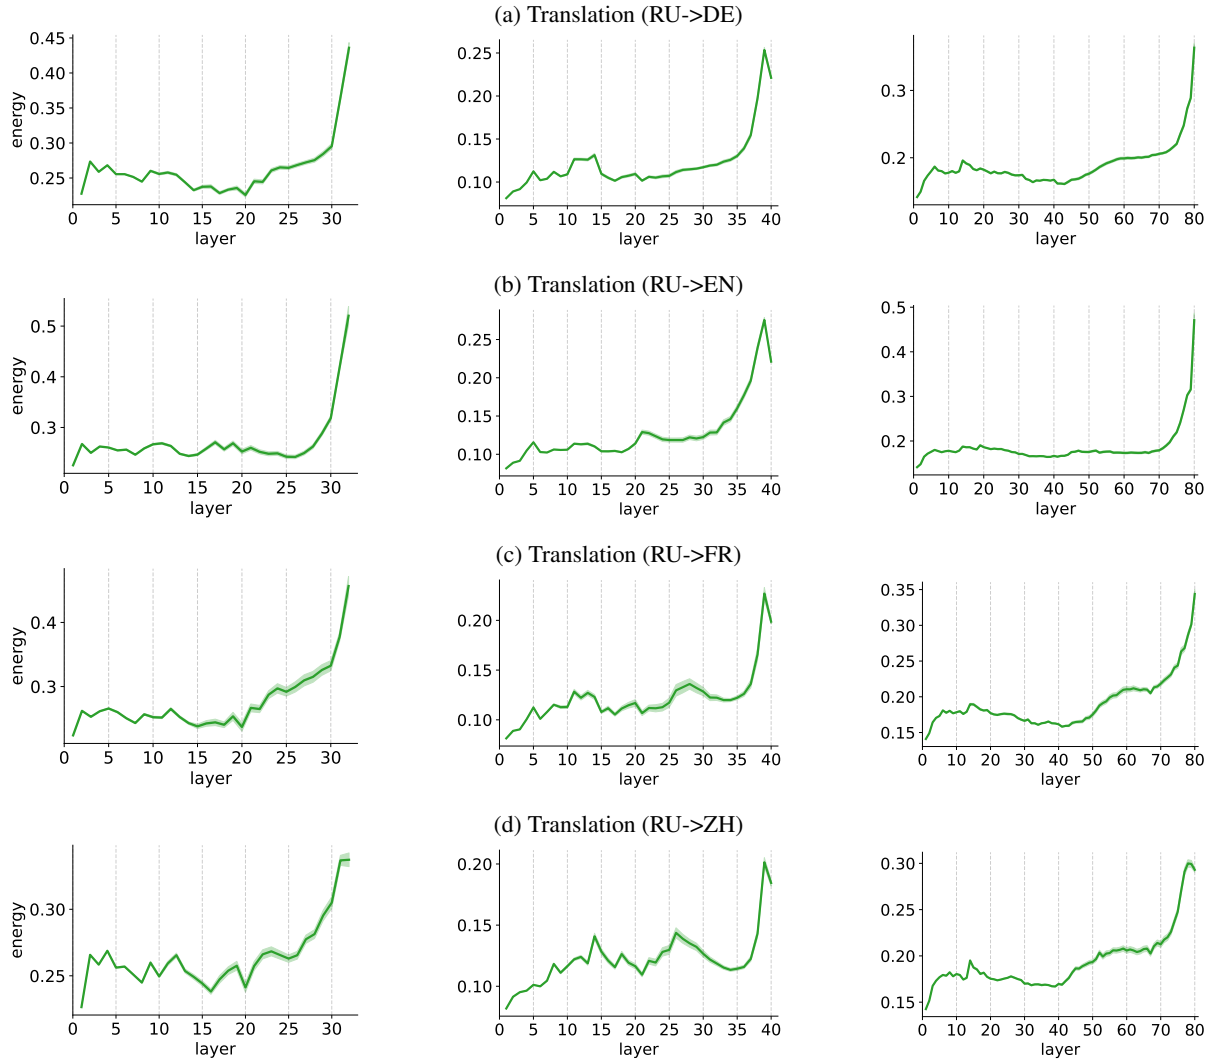 (a) Translation (RU->DE)
0.45
0.40
0.35
0.30
0.25
energy
0 5 10 15 20 25 30
layer
0.25
0.20
0.15
0.10
0 5 10 15 20 25 30 35 40
layer
0.3
0.2
0 10 20 30 40 50 60 70 80
layer
(b) Translation (RU->EN)
0.5
0.4
0.3
energy
0 5 10 15 20 25 30
layer
0.25
0.20
0.15
0.10
0 5 10 15 20 25 30 35 40
layer
0.5
0.4
0.3
0.2
0 10 20 30 40 50 60 70 80
layer
(c) Translation (RU->FR)
0.4
0.3
energy
0 5 10 15 20 25 30
layer
0.20
0.15
0.10
0 5 10 15 20 25 30 35 40
layer
0.35
0.30
0.25
0.20
0.15
0 10 20 30 40 50 60 70 80
layer
(d) Translation (RU->ZH)
0.30
0.25
energy
0 5 10 15 20 25 30
layer
0.20
0.15
0.10
0 5 10 15 20 25 30 35 40
layer
0.30
0.25
0.20
0.15
0 10 20 30 40 50 60 70 80
layer